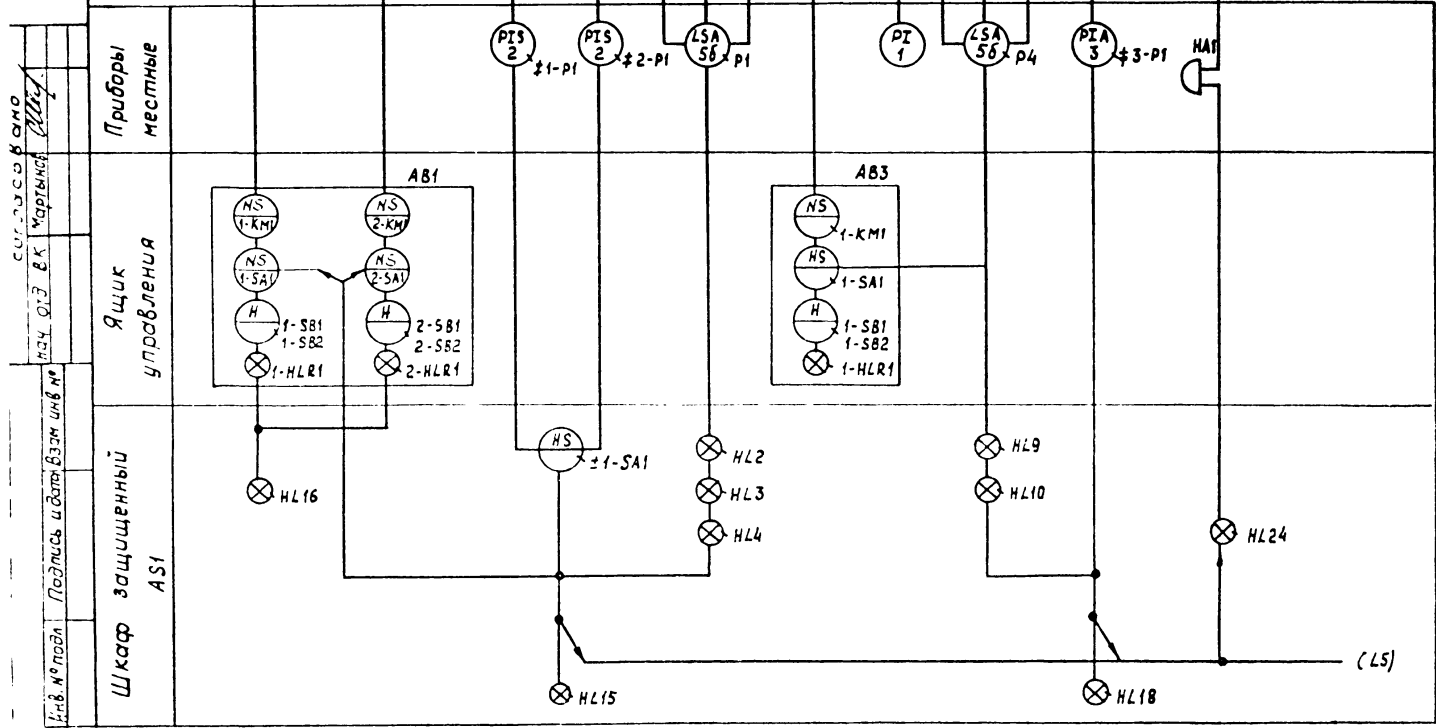 Приборы
местные
PIS
2
$1-P1
PIS
2
$2-P1
LSA
5б
P1
PI
1
LSA
5б
P4
PIA
3
$3-P1
HA1
согласовано
нач отд ВК Мартынов
Ящик
управления
AB1
NS
1-KM1
NS
2-KM1
NS
1-SA1
NS
2-SA1
H
1-SB1
1-SB2
H
2-SB1
2-SB2
1-HLR1
2-HLR1
AB3
NS
1-KM1
HS
1-SA1
H
1-SB1
1-SB2
1-HLR1
Шкаф защищенный
AS1
HL16
HS
±1-SA1
HL2
HL3
HL4
HL9
HL10
HL24
HL15
HL18
(L5)
Инв. № подл
Подпись и дата
Взам инв №